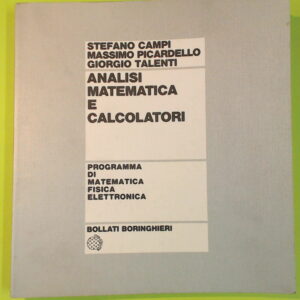 STEFANO CAMPI
MASSIMO PICARDELLO
GIORGIO TALENTI
ANALISI
MATEMATICA
E
CALCOLATORI
PROGRAMMA
DI
MATEMATICA
FISICA
ELETTRONICA
BOLLATI BORINGHIERI